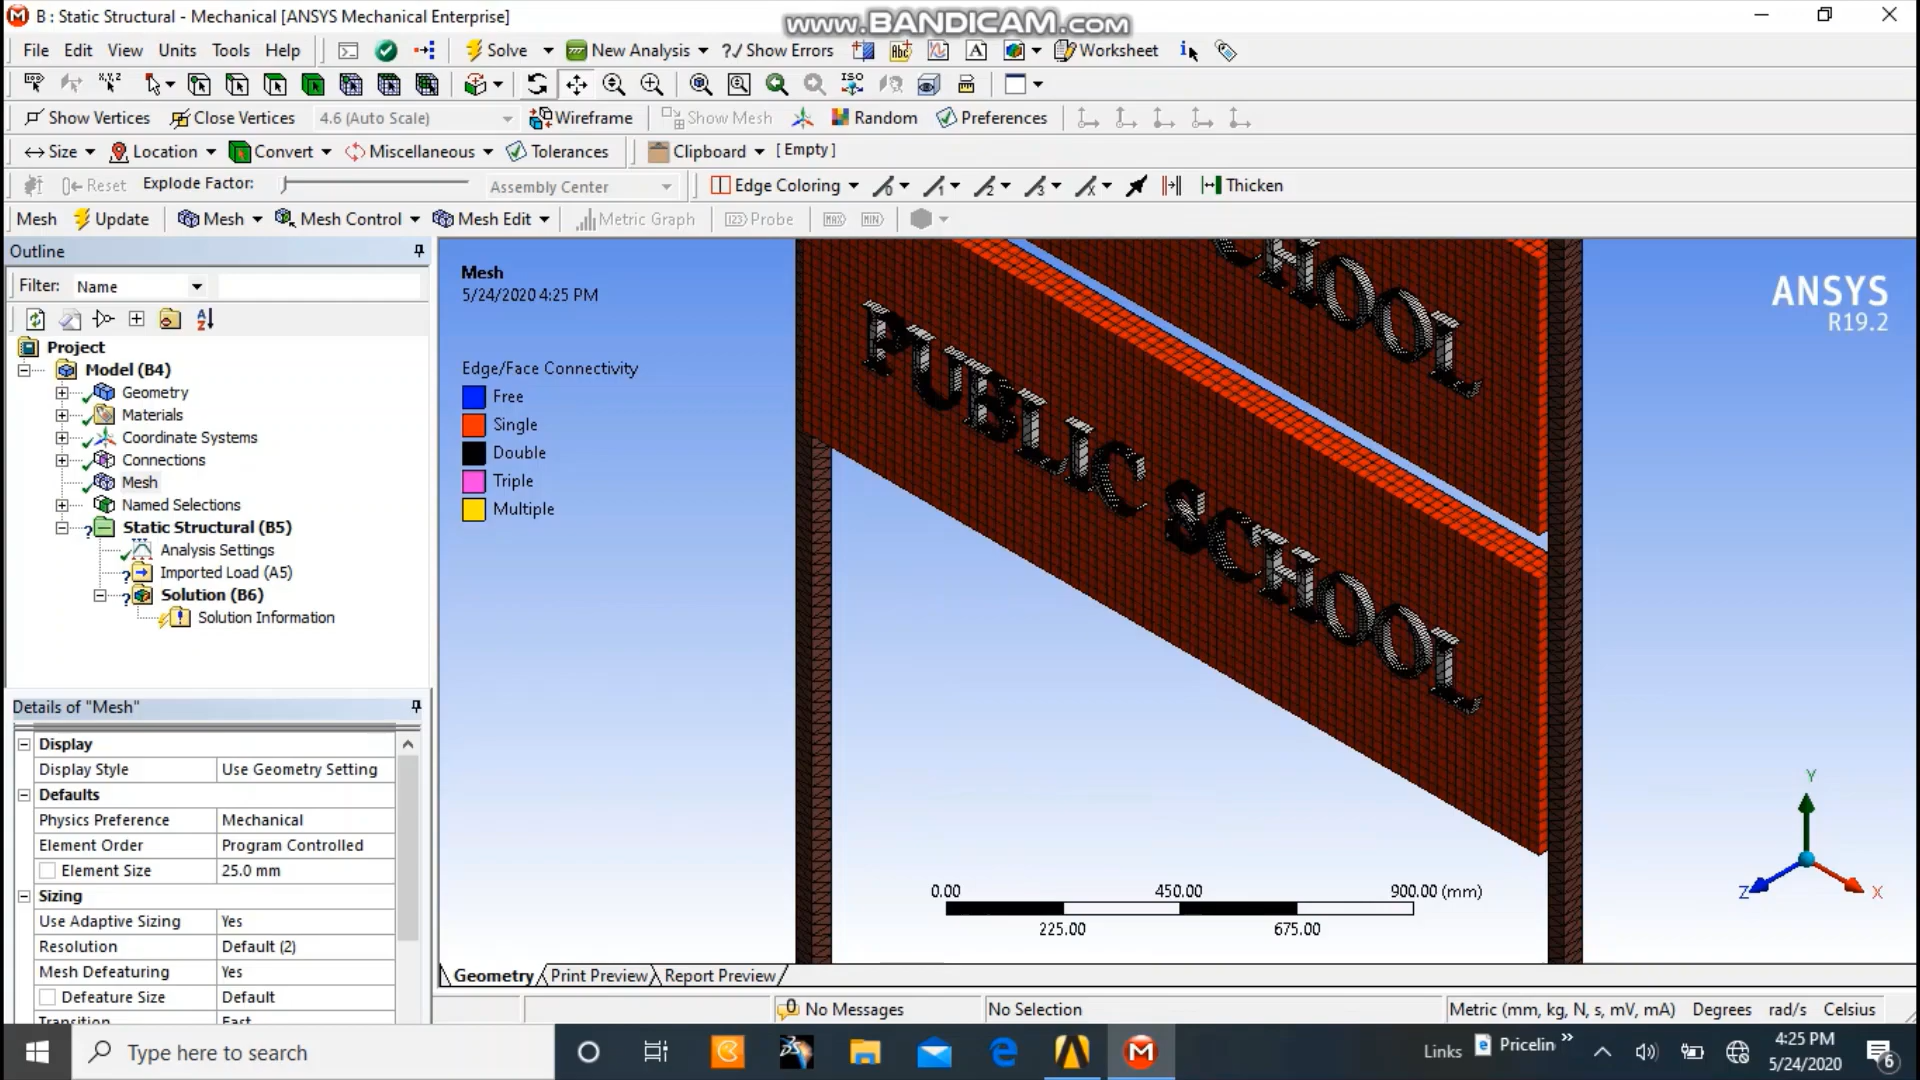 B : Static Structural - Mechanical [ANSYS Mechanical Enterprise]
www.BANDICAM.com
File Edit View Units Tools Help Solve New Analysis ?/ Show Errors Worksheet
Show Vertices Close Vertices 4.6 (Auto Scale) Wireframe Show Mesh Random Preferences
Size Location Convert Miscellaneous Tolerances Clipboard [ Empty ]
Reset Explode Factor: Assembly Center Edge Coloring Thicken
Mesh Update Mesh Mesh Control Mesh Edit Metric Graph Probe MAX MIN
Outline
Filter: Name
Project
Model (B4)
Geometry
Materials
Coordinate Systems
Connections
Mesh
Named Selections
Static Structural (B5)
Analysis Settings
Imported Load (A5)
Solution (B6)
Solution Information
Details of "Mesh"
Display
Display Style Use Geometry Setting
Defaults
Physics Preference Mechanical
Element Order Program Controlled
Element Size 25.0 mm
Sizing
Use Adaptive Sizing Yes
Resolution Default (2)
Mesh Defeaturing Yes
Defeature Size Default
Transition Fast
Mesh
5/24/2020 4:25 PM
Edge/Face Connectivity
Free
Single
Double
Triple
Multiple
ANSYS
R19.2
CHOOL
PUBLIC SCHOOL
0.00 450.00 900.00 (mm)
225.00 675.00
Y
Z
X
Geometry Print Preview Report Preview
0 No Messages No Selection Metric (mm, kg, N, s, mV, mA) Degrees rad/s Celsius
Type here to search
Links Pricelin »
4:25 PM
5/24/2020
6